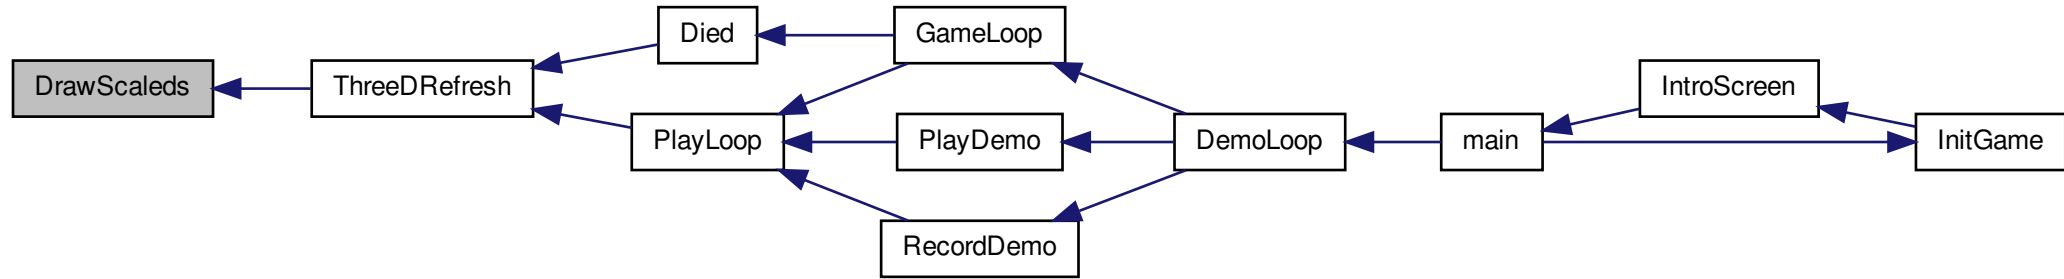 DrawScaleds
ThreeDRefresh
Died
PlayLoop
GameLoop
PlayDemo
RecordDemo
DemoLoop
main
IntroScreen
InitGame